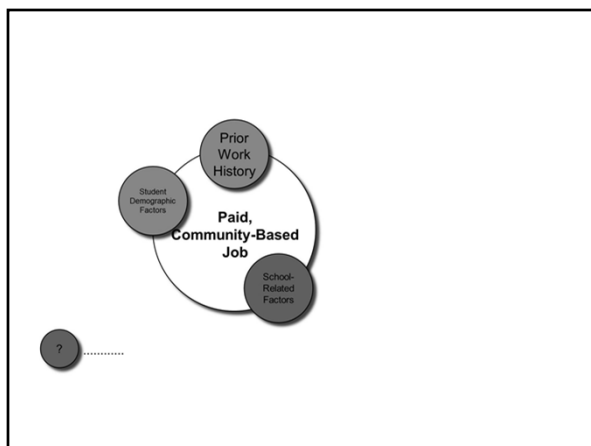 Prior
Work
History
Student
Demographic
Factors
Paid,
Community-Based
Job
School-
Related
Factors
? ............